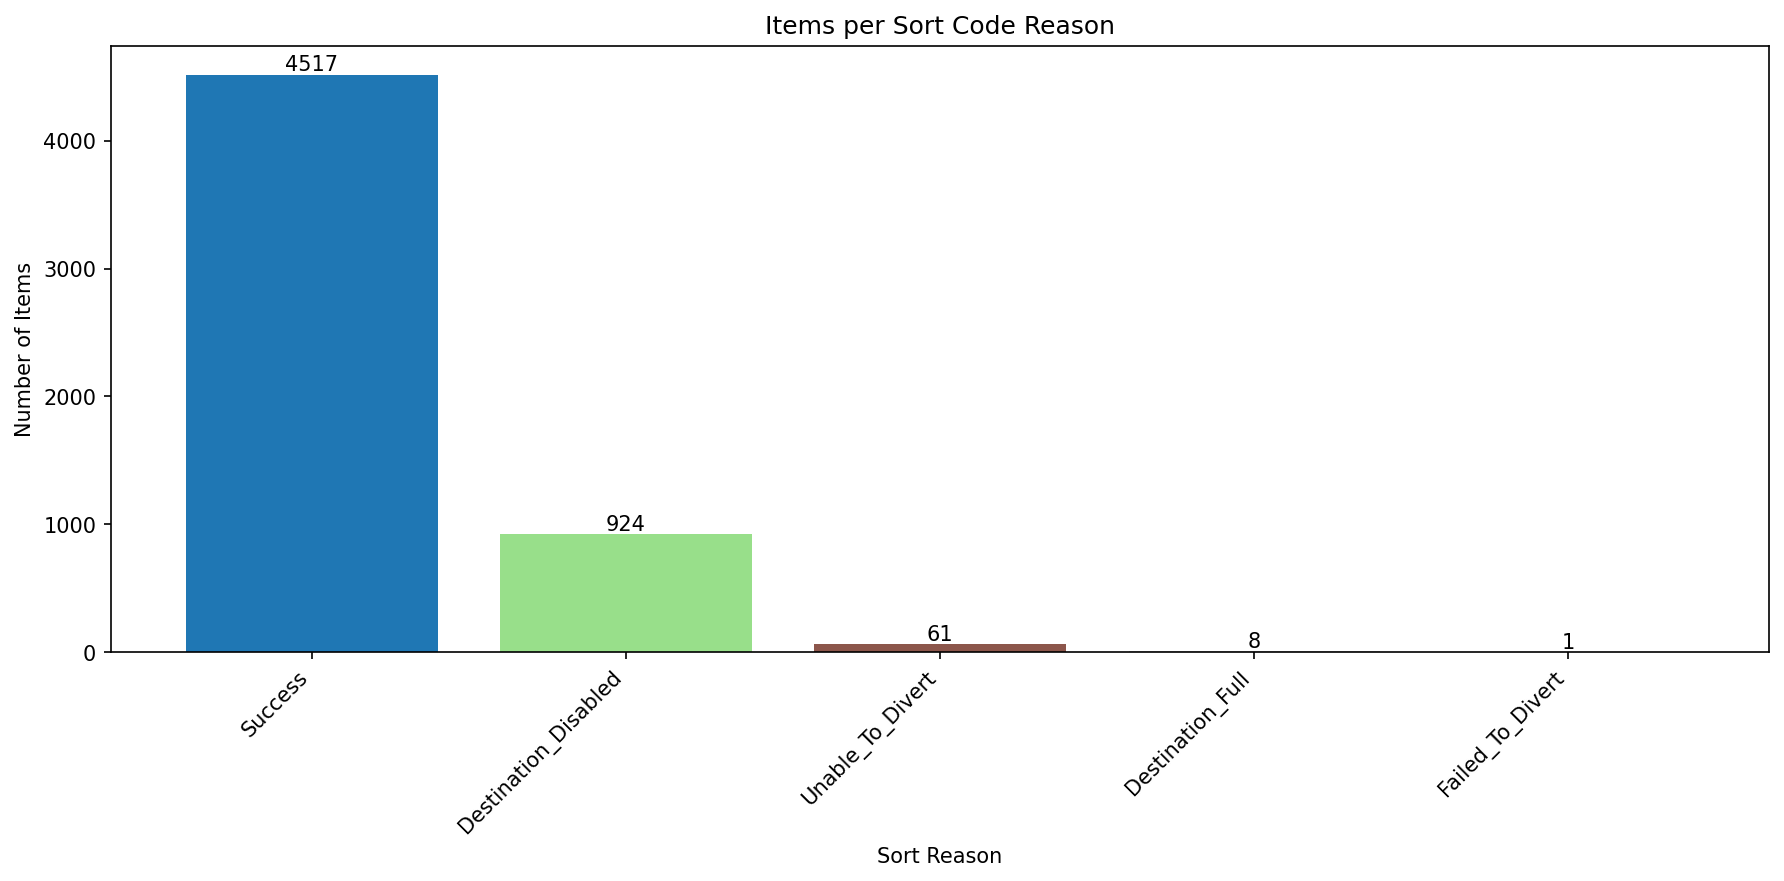 Items per Sort Code Reason
Number of Items
4000
3000
2000
1000
0
4517
924
61
8
1
Success
Destination_Disabled
Unable_To_Divert
Destination_Full
Failed_To_Divert
Sort Reason